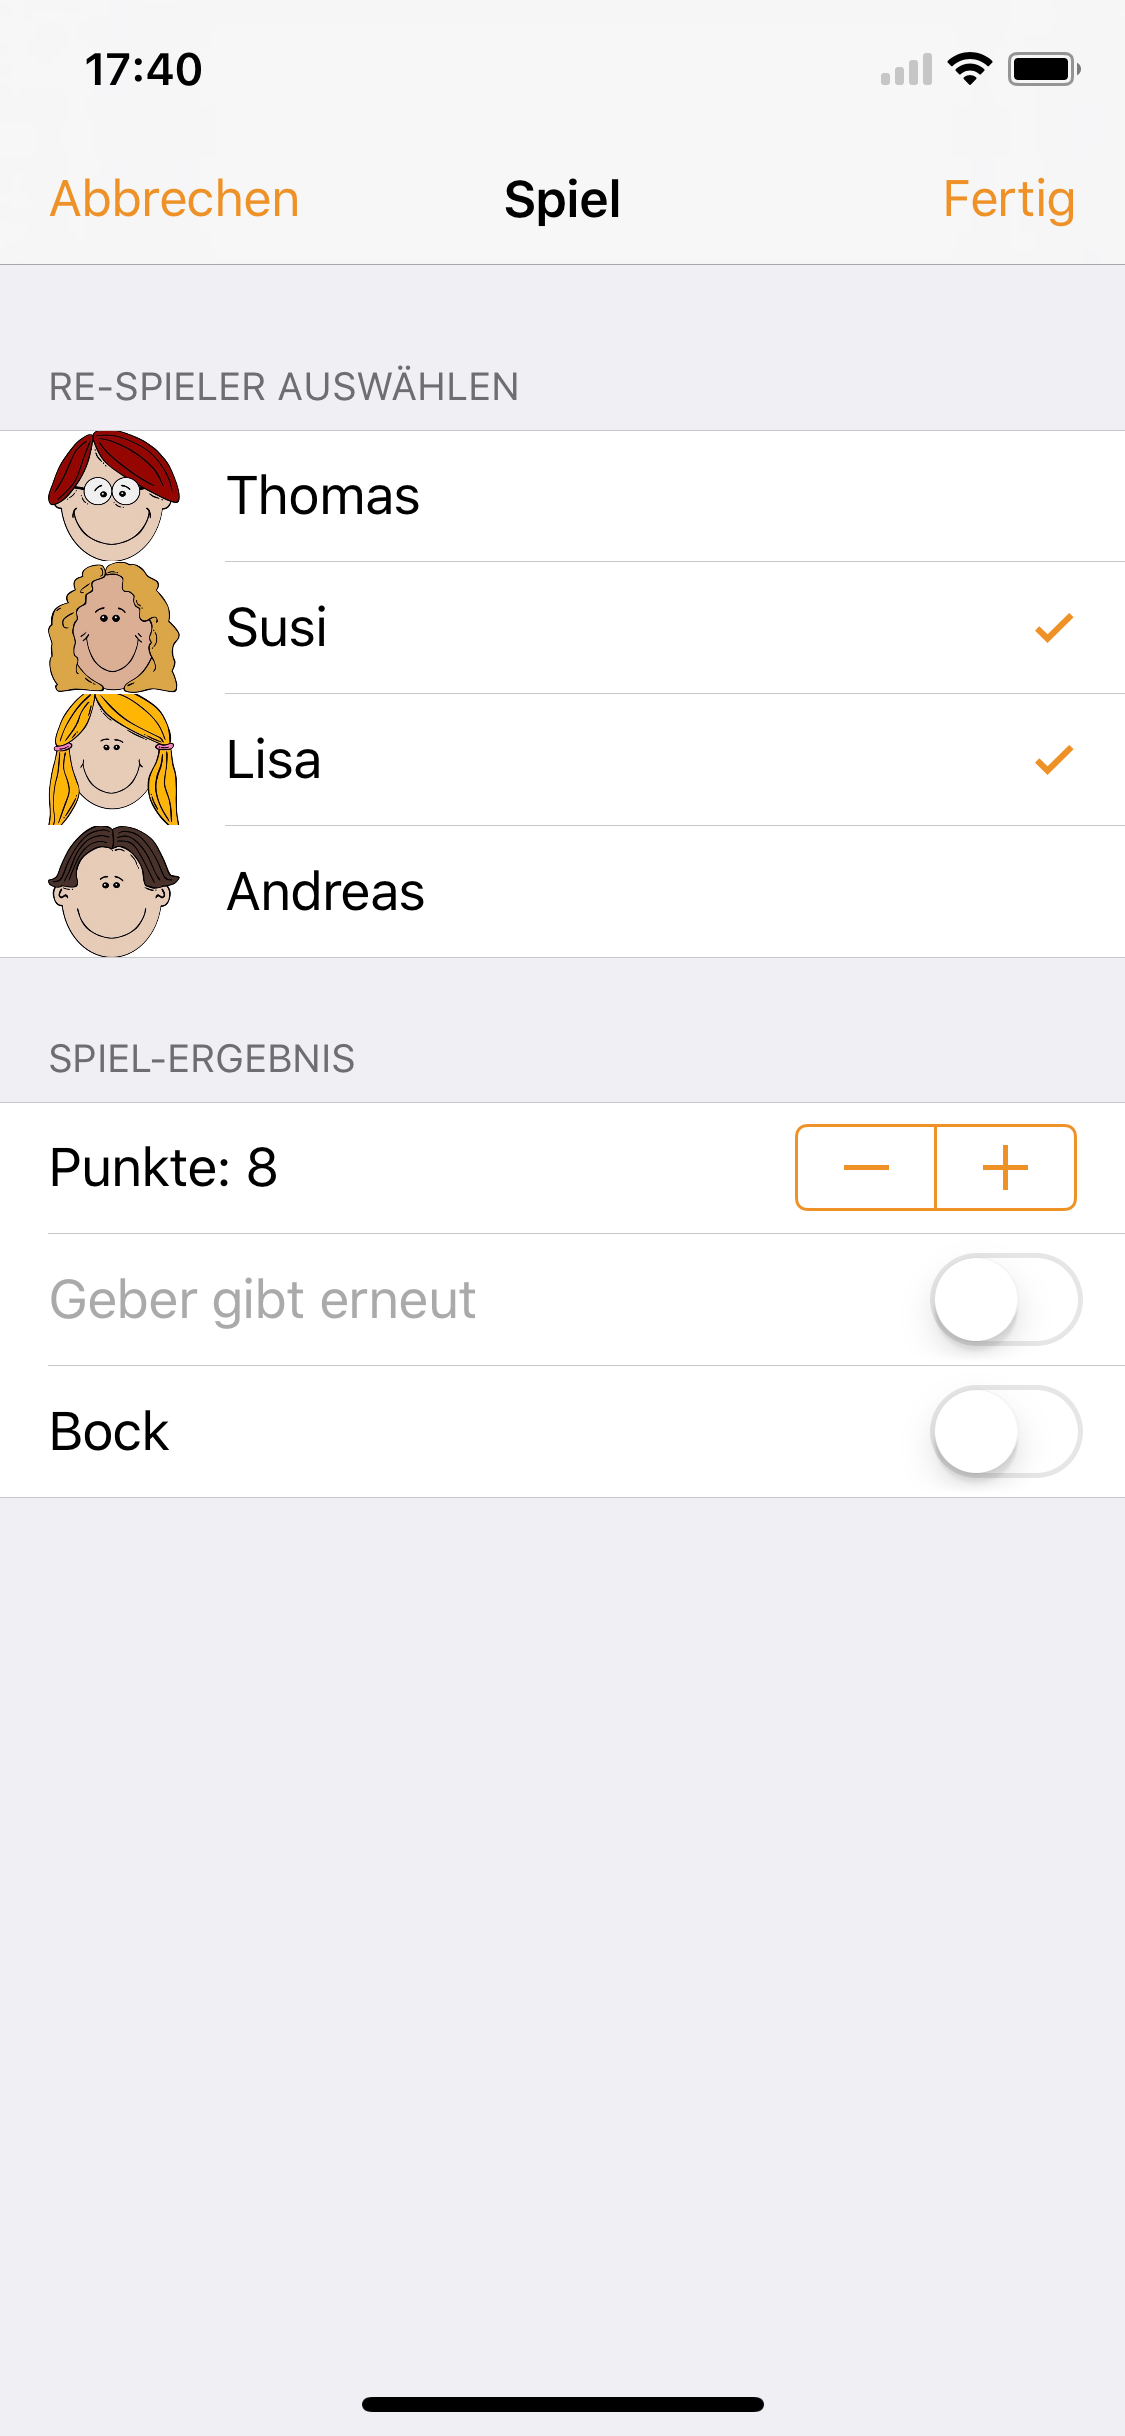 17:40
Abbrechen Spiel Fertig
RE-SPIELER AUSWÄHLEN
Thomas
Susi
Lisa
Andreas
SPIEL-ERGEBNIS
Punkte: 8
Geber gibt erneut
Bock